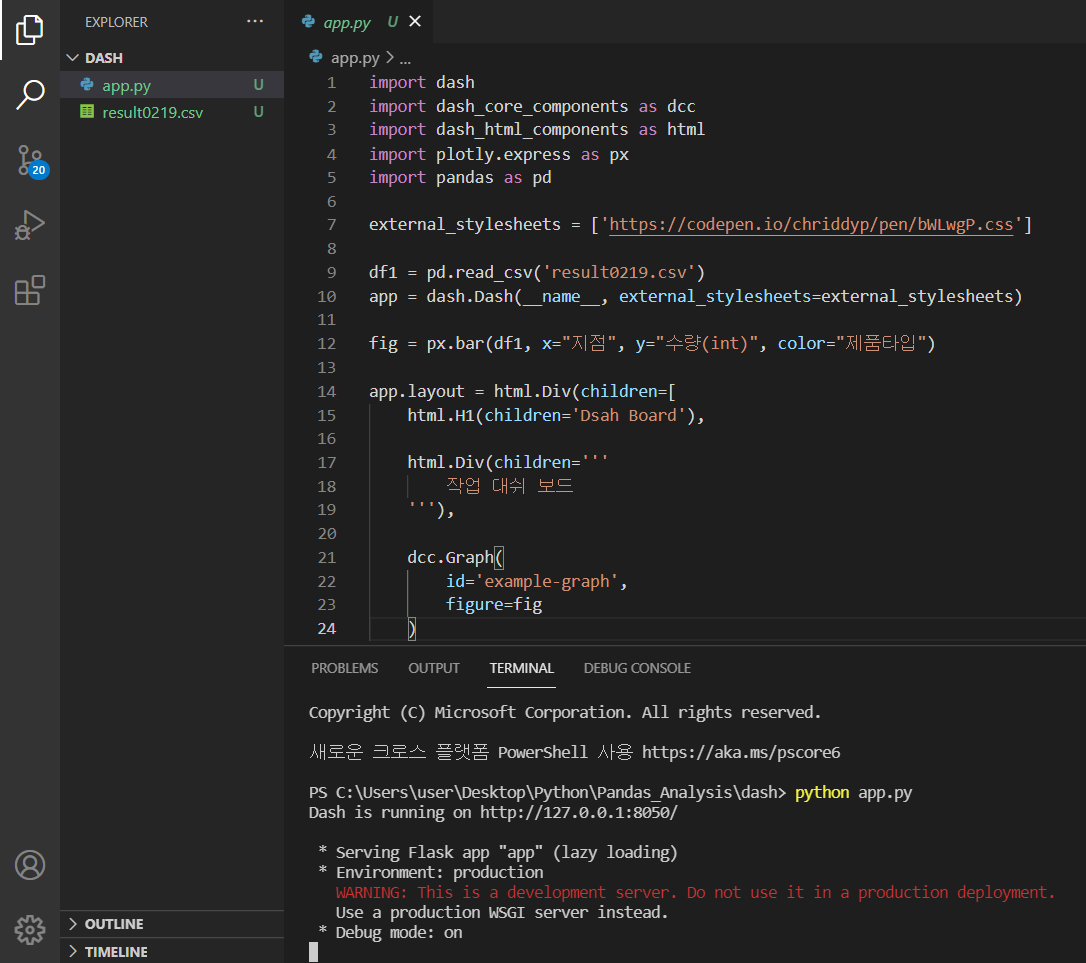 EXPLORER
DASH
app.py U
result0219.csv U
20
OUTLINE
TIMELINE
app.py U
app.py > ...
1 import dash
2 import dash_core_components as dcc
3 import dash_html_components as html
4 import plotly.express as px
5 import pandas as pd
6
7 external_stylesheets = ['https://codepen.io/chriddyp/pen/bWLwgP.css']
8
9 df1 = pd.read_csv('result0219.csv')
10 app = dash.Dash(__name__, external_stylesheets=external_stylesheets)
11
12 fig = px.bar(df1, x="지점", y="수량(int)", color="제품타입")
13
14 app.layout = html.Div(children=[
15 html.H1(children='Dsah Board'),
16
17 html.Div(children='''
18 작업 대쉬 보드
19 '''),
20
21 dcc.Graph(
22 id='example-graph',
23 figure=fig
24 )
PROBLEMS OUTPUT TERMINAL DEBUG CONSOLE
Copyright (C) Microsoft Corporation. All rights reserved.
새로운 크로스 플랫폼 PowerShell 사용 https://aka.ms/pscore6
PS C:\Users\user\Desktop\Python\Pandas_Analysis\dash> python app.py
Dash is running on http://127.0.0.1:8050/
* Serving Flask app "app" (lazy loading)
* Environment: production
WARNING: This is a development server. Do not use it in a production deployment.
Use a production WSGI server instead.
* Debug mode: on